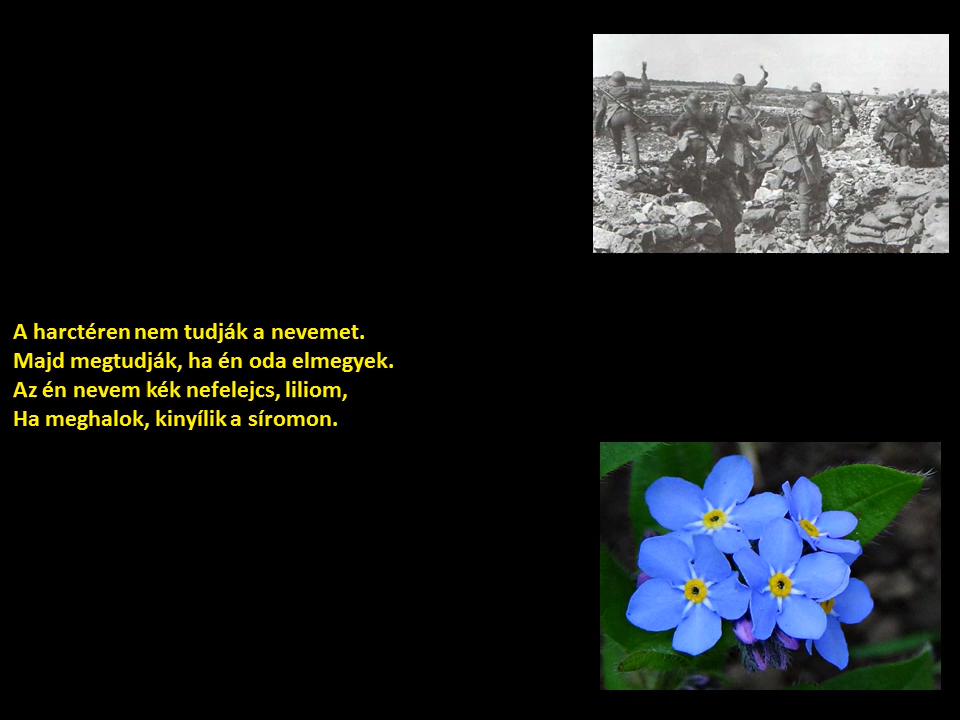 A harctéren nem tudják a nevemet.
Majd megtudják, ha én oda elmegyek.
Az én nevem kék nefelejcs, liliom,
Ha meghalok, kinyílik a síromon.